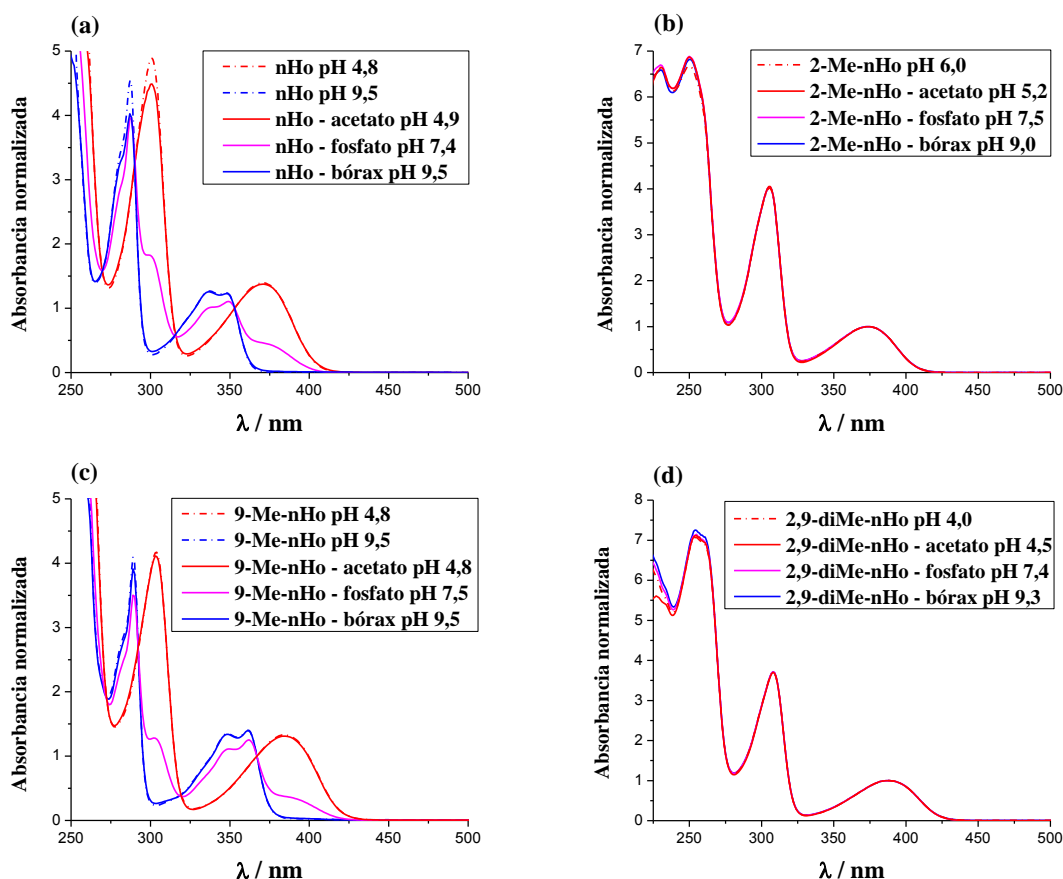 (a)
nHo pH 4,8
nHo pH 9,5
nHo - acetato pH 4,9
nHo - fosfato pH 7,4
nHo - bórax pH 9,5
Absorbancia normalizada
5
4
3
2
1
0
250 300 350 400 450 500
λ / nm
(b)
2-Me-nHo pH 6,0
2-Me-nHo - acetato pH 5,2
2-Me-nHo - fosfato pH 7,5
2-Me-nHo - bórax pH 9,0
Absorbancia normalizada
7
6
5
4
3
2
1
0
250 300 350 400 450 500
λ / nm
(c)
9-Me-nHo pH 4,8
9-Me-nHo pH 9,5
9-Me-nHo - acetato pH 4,8
9-Me-nHo - fosfato pH 7,5
9-Me-nHo - bórax pH 9,5
Absorbancia normalizada
5
4
3
2
1
0
250 300 350 400 450 500
λ / nm
(d)
2,9-diMe-nHo pH 4,0
2,9-diMe-nHo - acetato pH 4,5
2,9-diMe-nHo - fosfato pH 7,4
2,9-diMe-nHo - bórax pH 9,3
Absorbancia normalizada
8
7
6
5
4
3
2
1
0
250 300 350 400 450 500
λ / nm